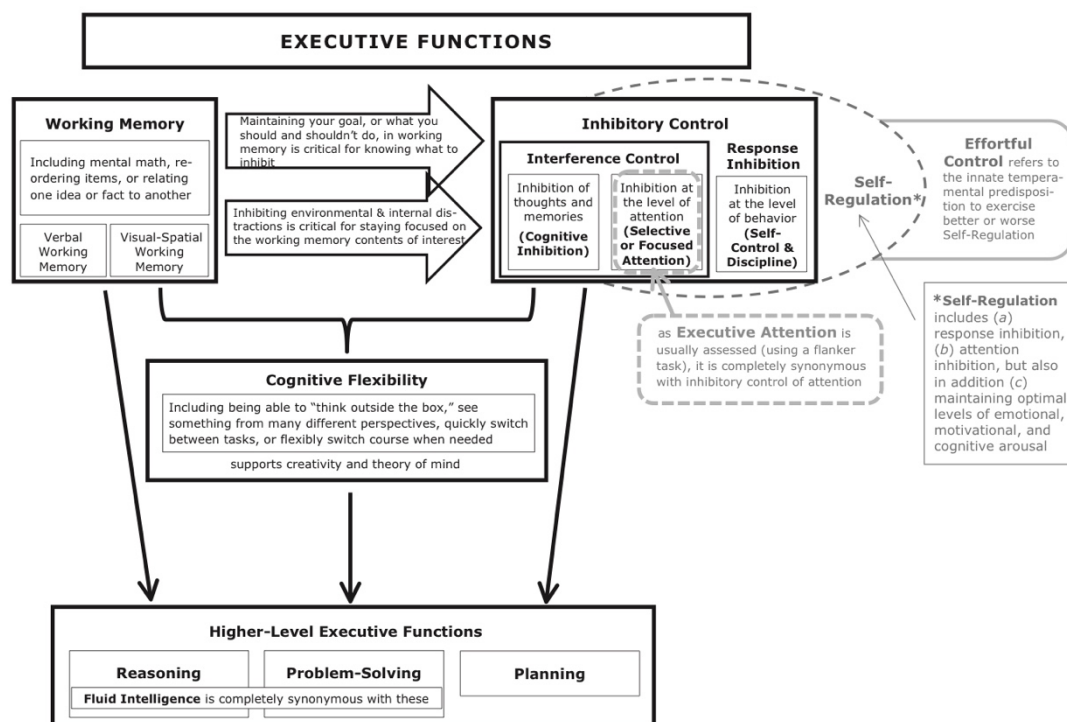 EXECUTIVE FUNCTIONS
Working Memory
Including mental math, re-
ordering items, or relating
one idea or fact to another
Verbal
Working
Memory
Visual-Spatial
Working
Memory
Maintaining your goal, or what you
should and shouldn't do, in working
memory is critical for knowing what to
inhibit
Inhibiting environmental & internal dis-
tractions is critical for staying focused on
the working memory contents of interest
Inhibitory Control
Interference Control
Inhibition of
thoughts and
memories
(Cognitive
Inhibition)
Inhibition at
the level of
attention
(Selective
or Focused
Attention)
Response
Inhibition
Inhibition
at the level
of behavior
(Self-
Control &
Discipline)
Self-
Regulation*
Effortful
Control refers to
the innate tempera-
mental predisposi-
tion to exercise
better or worse
Self-Regulation
*Self-Regulation
includes (a)
response inhibition,
(b) attention
inhibition, but also
in addition (c)
maintaining optimal
levels of emotional,
motivational, and
cognitive arousal
as Executive Attention is
usually assessed (using a flanker
task), it is completely synonymous
with inhibitory control of attention
Cognitive Flexibility
Including being able to “think outside the box,” see
something from many different perspectives, quickly switch
between tasks, or flexibly switch course when needed
supports creativity and theory of mind
Higher-Level Executive Functions
Reasoning
Problem-Solving
Planning
Fluid Intelligence is completely synonymous with these